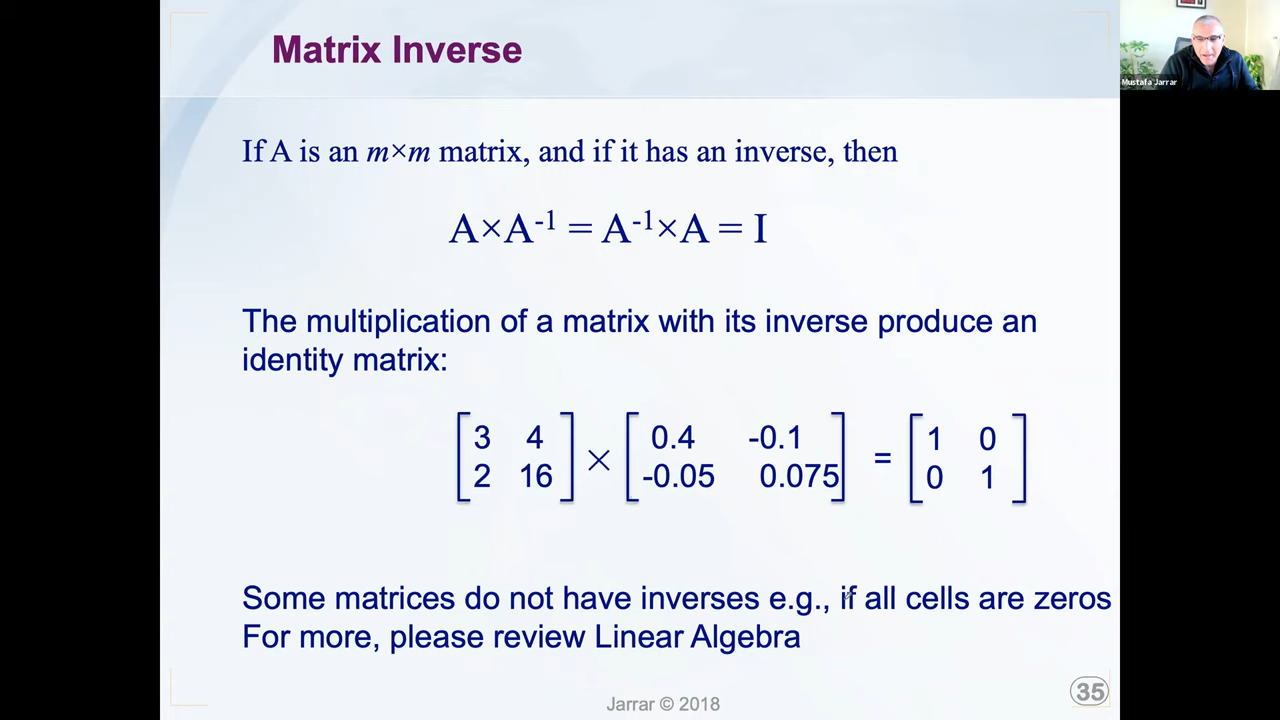 Matrix Inverse
Mustafa Jarrar
If A is an m×m matrix, and if it has an inverse, then
A×A⁻¹ = A⁻¹×A = I
The multiplication of a matrix with its inverse produce an
identity matrix:
[3 4] × [0.4 -0.1] = [1 0]
[2 16] [-0.05 0.075] [0 1]
Some matrices do not have inverses e.g., if all cells are zeros
For more, please review Linear Algebra
Jarrar © 2018
35